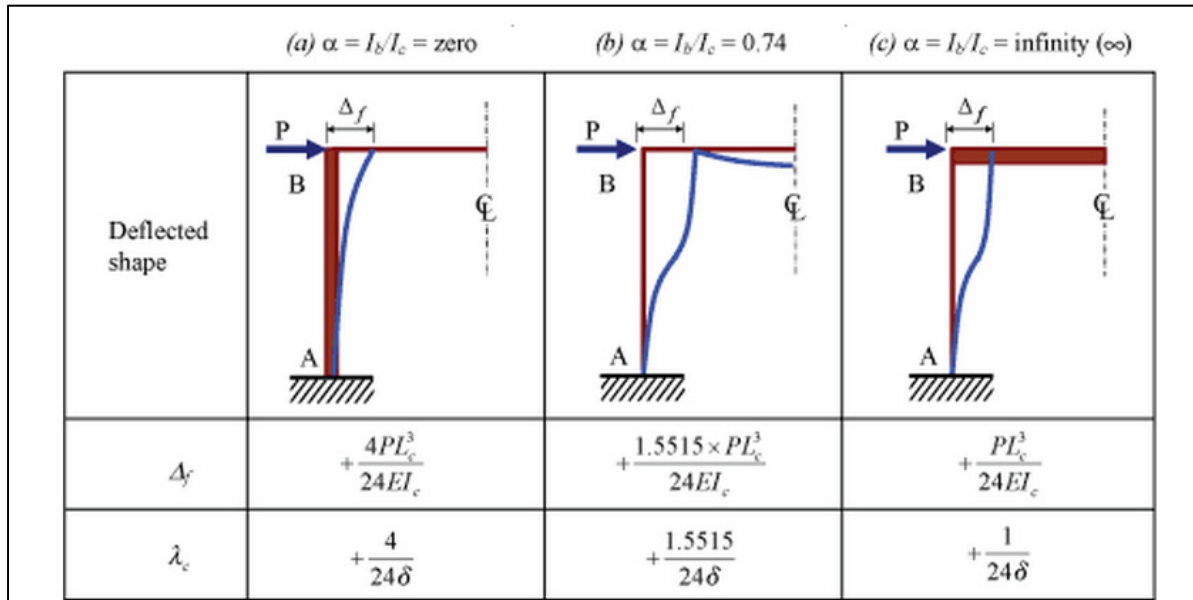 (a) α = I_b/I_c = zero
(b) α = I_b/I_c = 0.74
(c) α = I_b/I_c = infinity (∞)
Deflected
shape
Δ_f
P
B
℄
A
Δ_f
P
B
℄
A
Δ_f
P
B
℄
A
Δ_f
+ 4PL_c^3 / 24EI_c
+ 1.5515 × PL_c^3 / 24EI_c
+ PL_c^3 / 24EI_c
λ_c
+ 4 / 24δ
+ 1.5515 / 24δ
+ 1 / 24δ